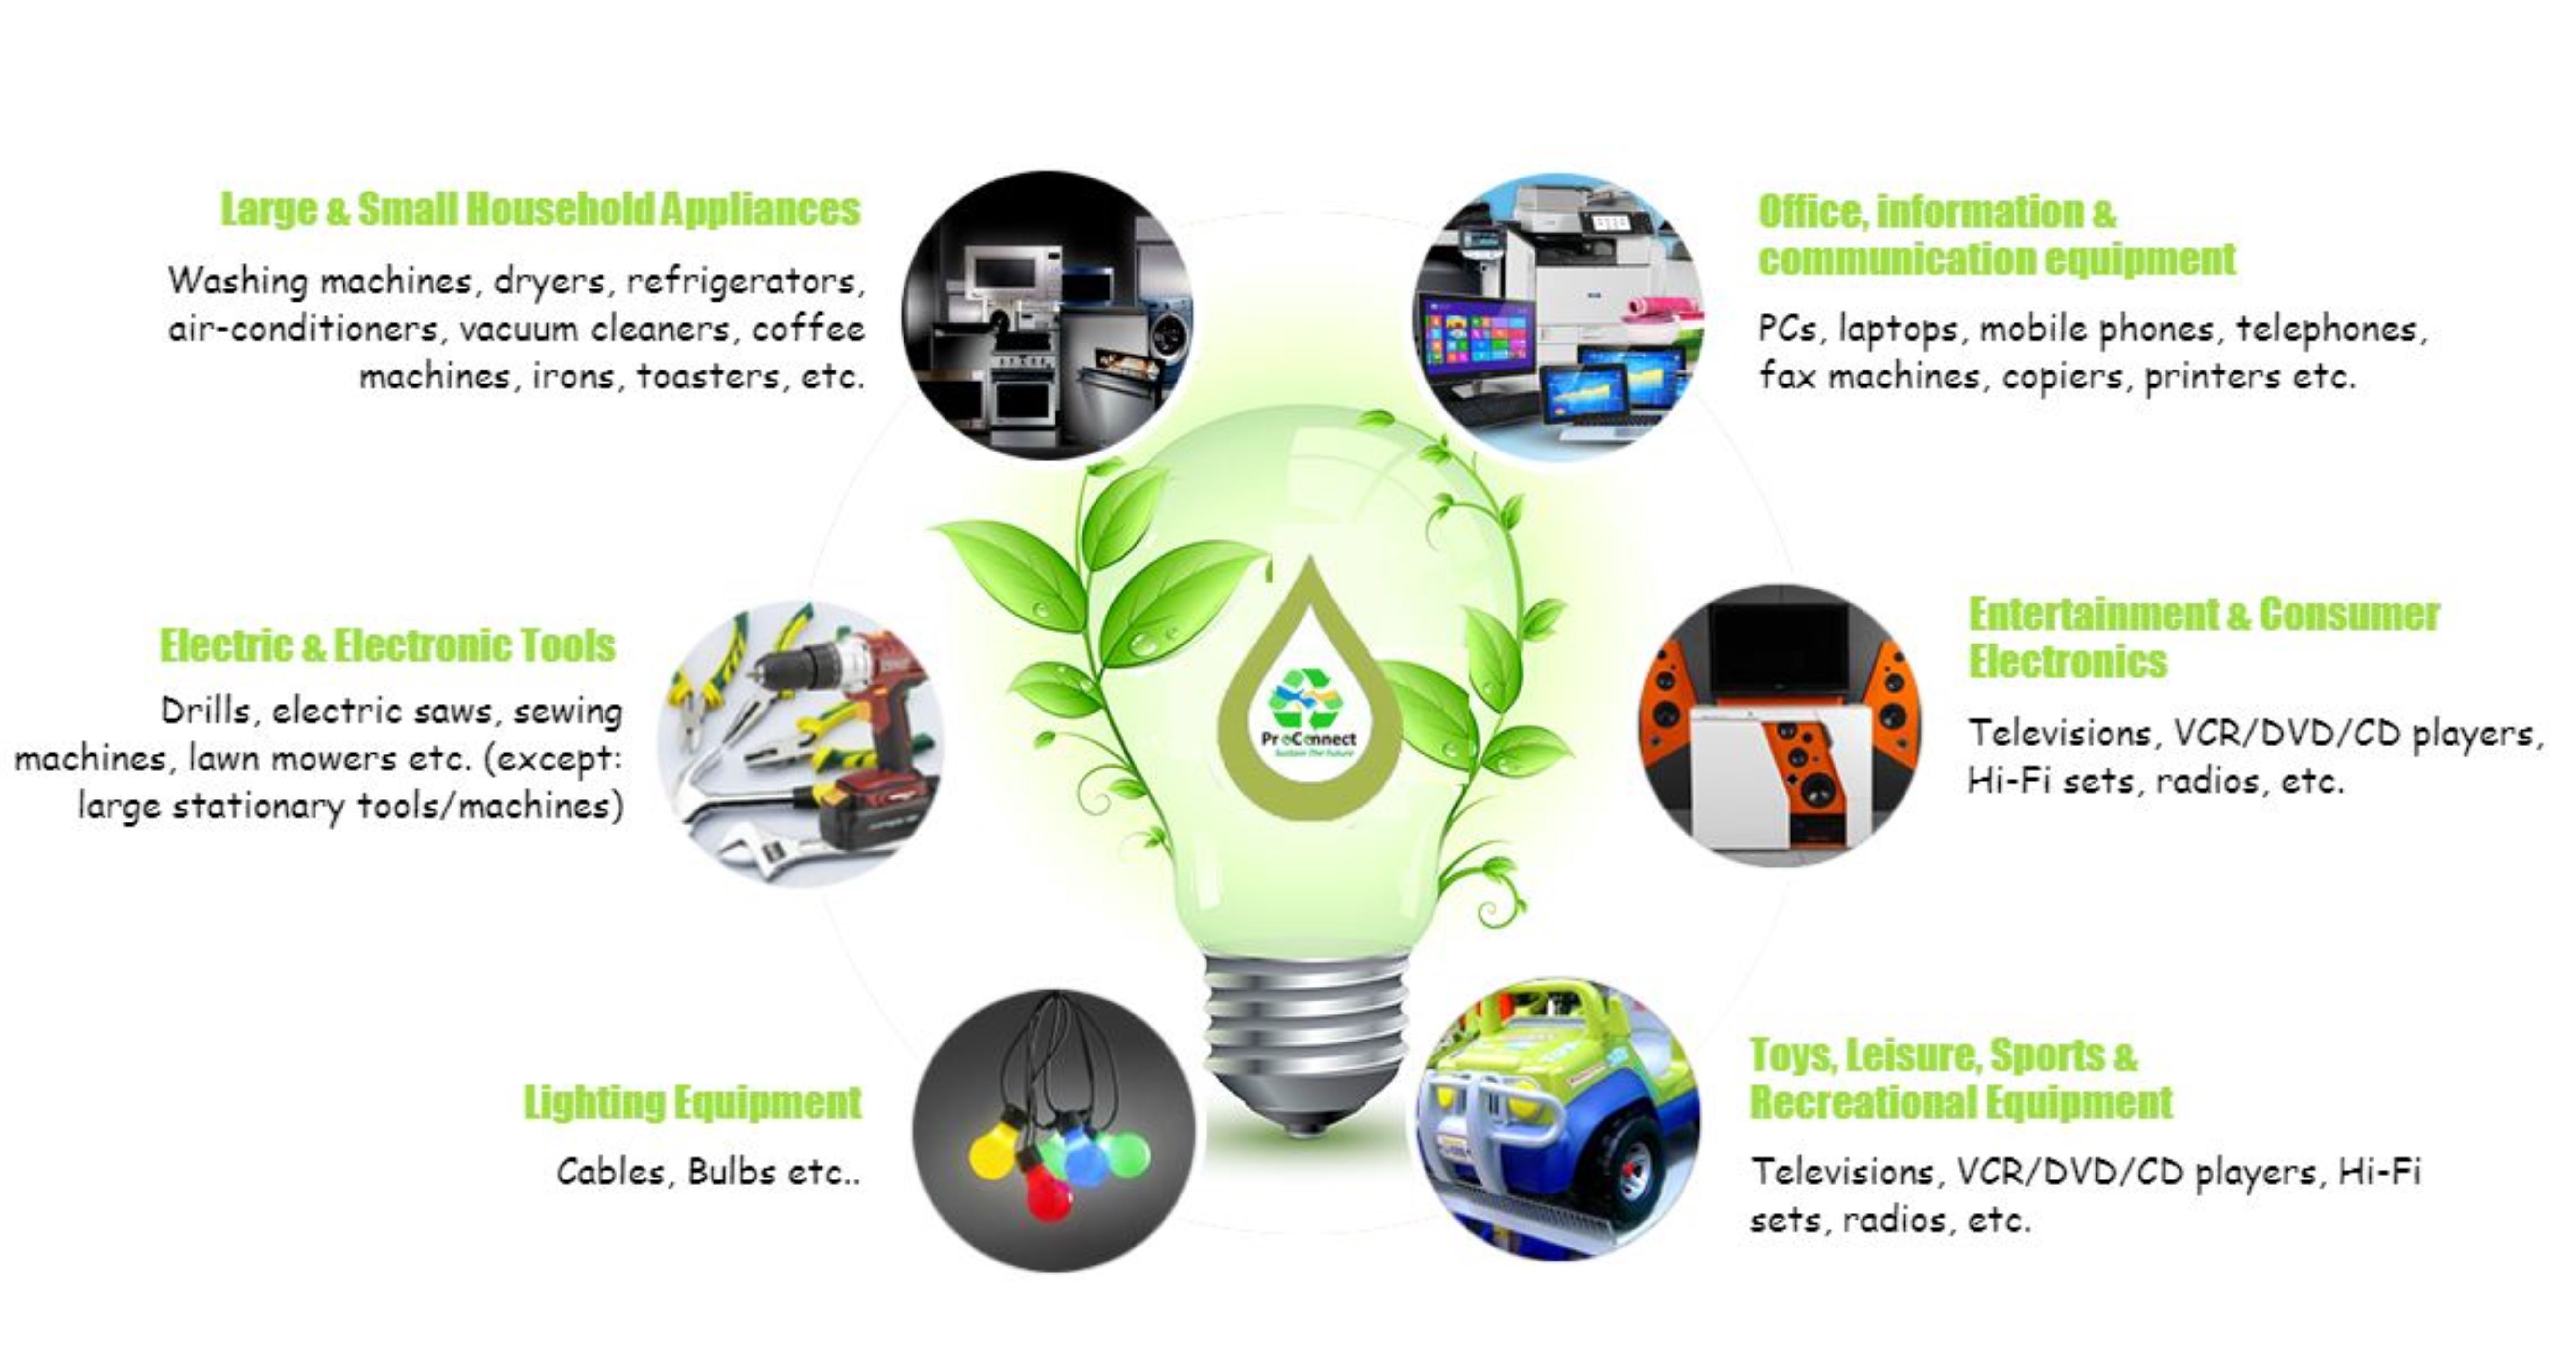 Large & Small Household Appliances
Washing machines, dryers, refrigerators,
air-conditioners, vacuum cleaners, coffee
machines, irons, toasters, etc.
Office, information &
communication equipment
PCs, laptops, mobile phones, telephones,
fax machines, copiers, printers etc.
Electric & Electronic Tools
Drills, electric saws, sewing
machines, lawn mowers etc. (except:
large stationary tools/machines)
ProConnect
Sustain The Future
Entertainment & Consumer
Electronics
Televisions, VCR/DVD/CD players,
Hi-Fi sets, radios, etc.
Lighting Equipment
Cables, Bulbs etc..
Toys, Leisure, Sports &
Recreational Equipment
Televisions, VCR/DVD/CD players, Hi-Fi
sets, radios, etc.